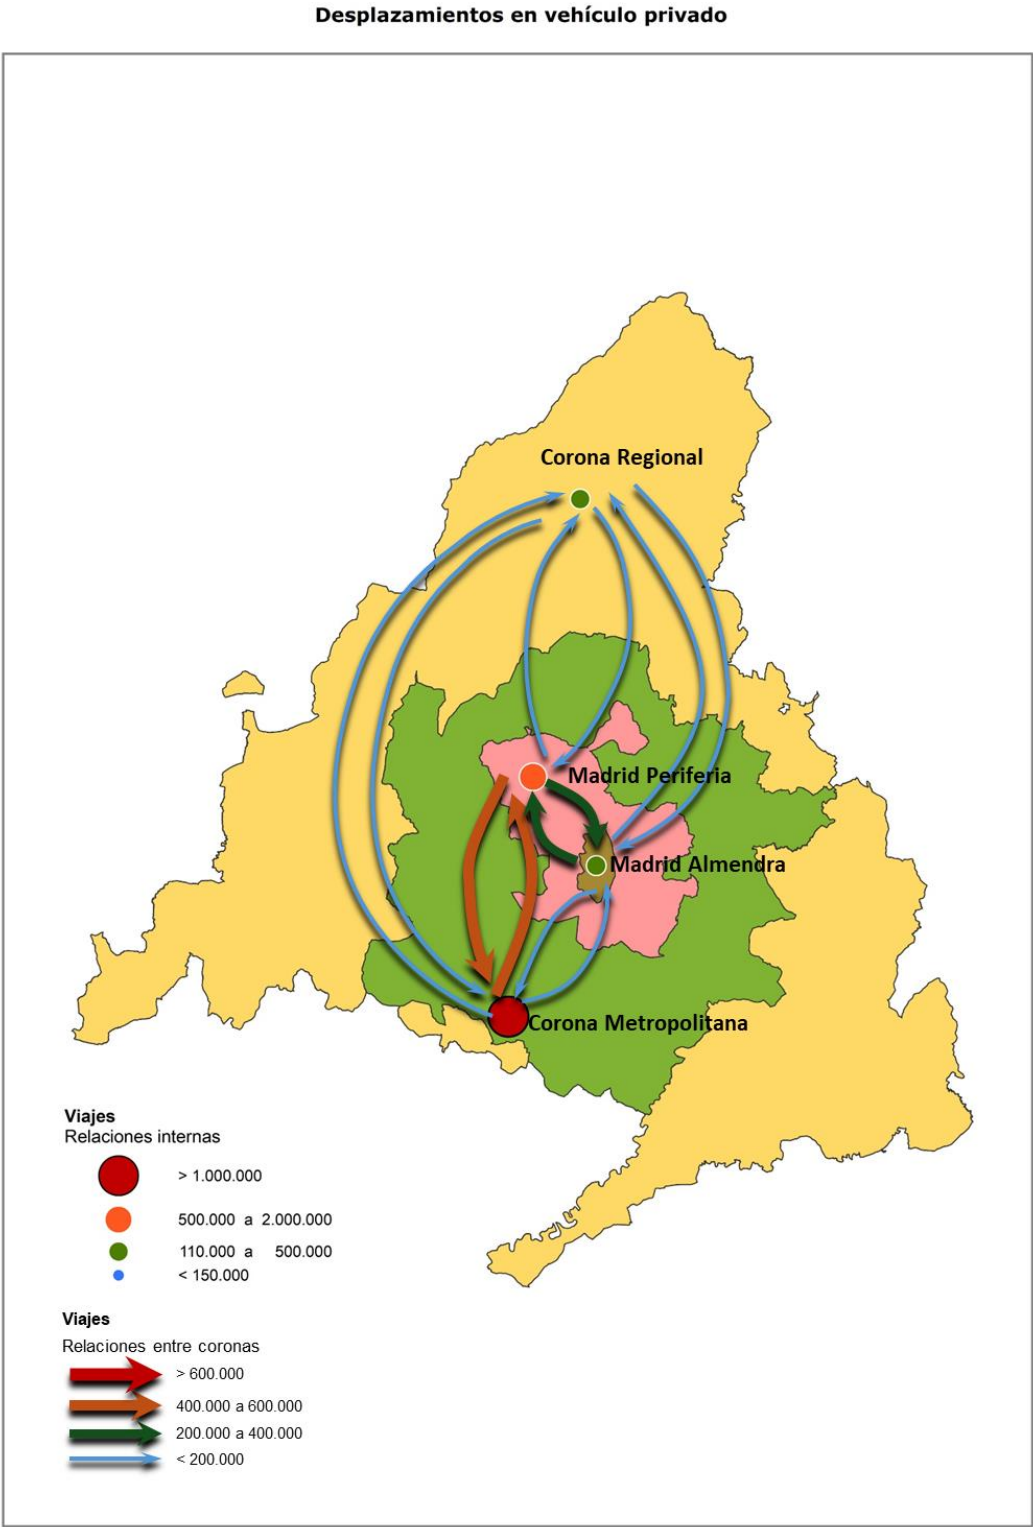 Desplazamientos en vehículo privado
Corona Regional
Madrid Periferia
Madrid Almendra
Corona Metropolitana
Viajes
Relaciones internas
> 1.000.000
500.000 a 2.000.000
110.000 a 500.000
< 150.000
Viajes
Relaciones entre coronas
> 600.000
400.000 a 600.000
200.000 a 400.000
< 200.000